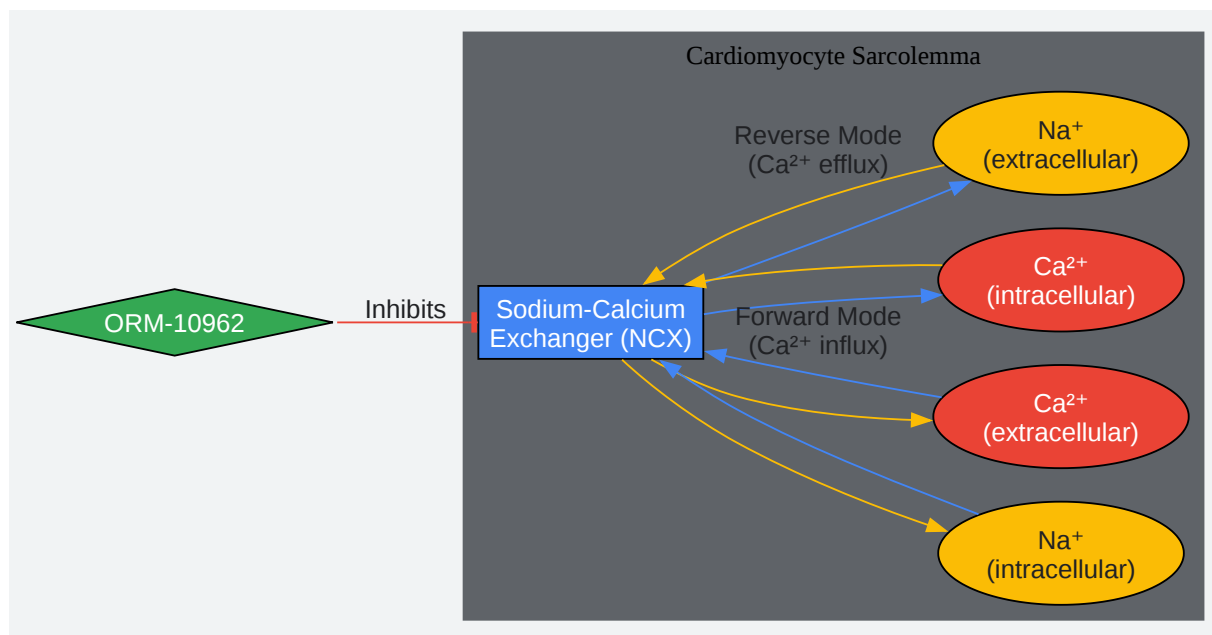 Cardiomyocyte Sarcolemma
Reverse Mode
(Ca²⁺ efflux)
Na⁺
(extracellular)
Ca²⁺
(intracellular)
ORM-10962
Inhibits
Sodium-Calcium
Exchanger (NCX)
Forward Mode
(Ca²⁺ influx)
Ca²⁺
(extracellular)
Na⁺
(intracellular)